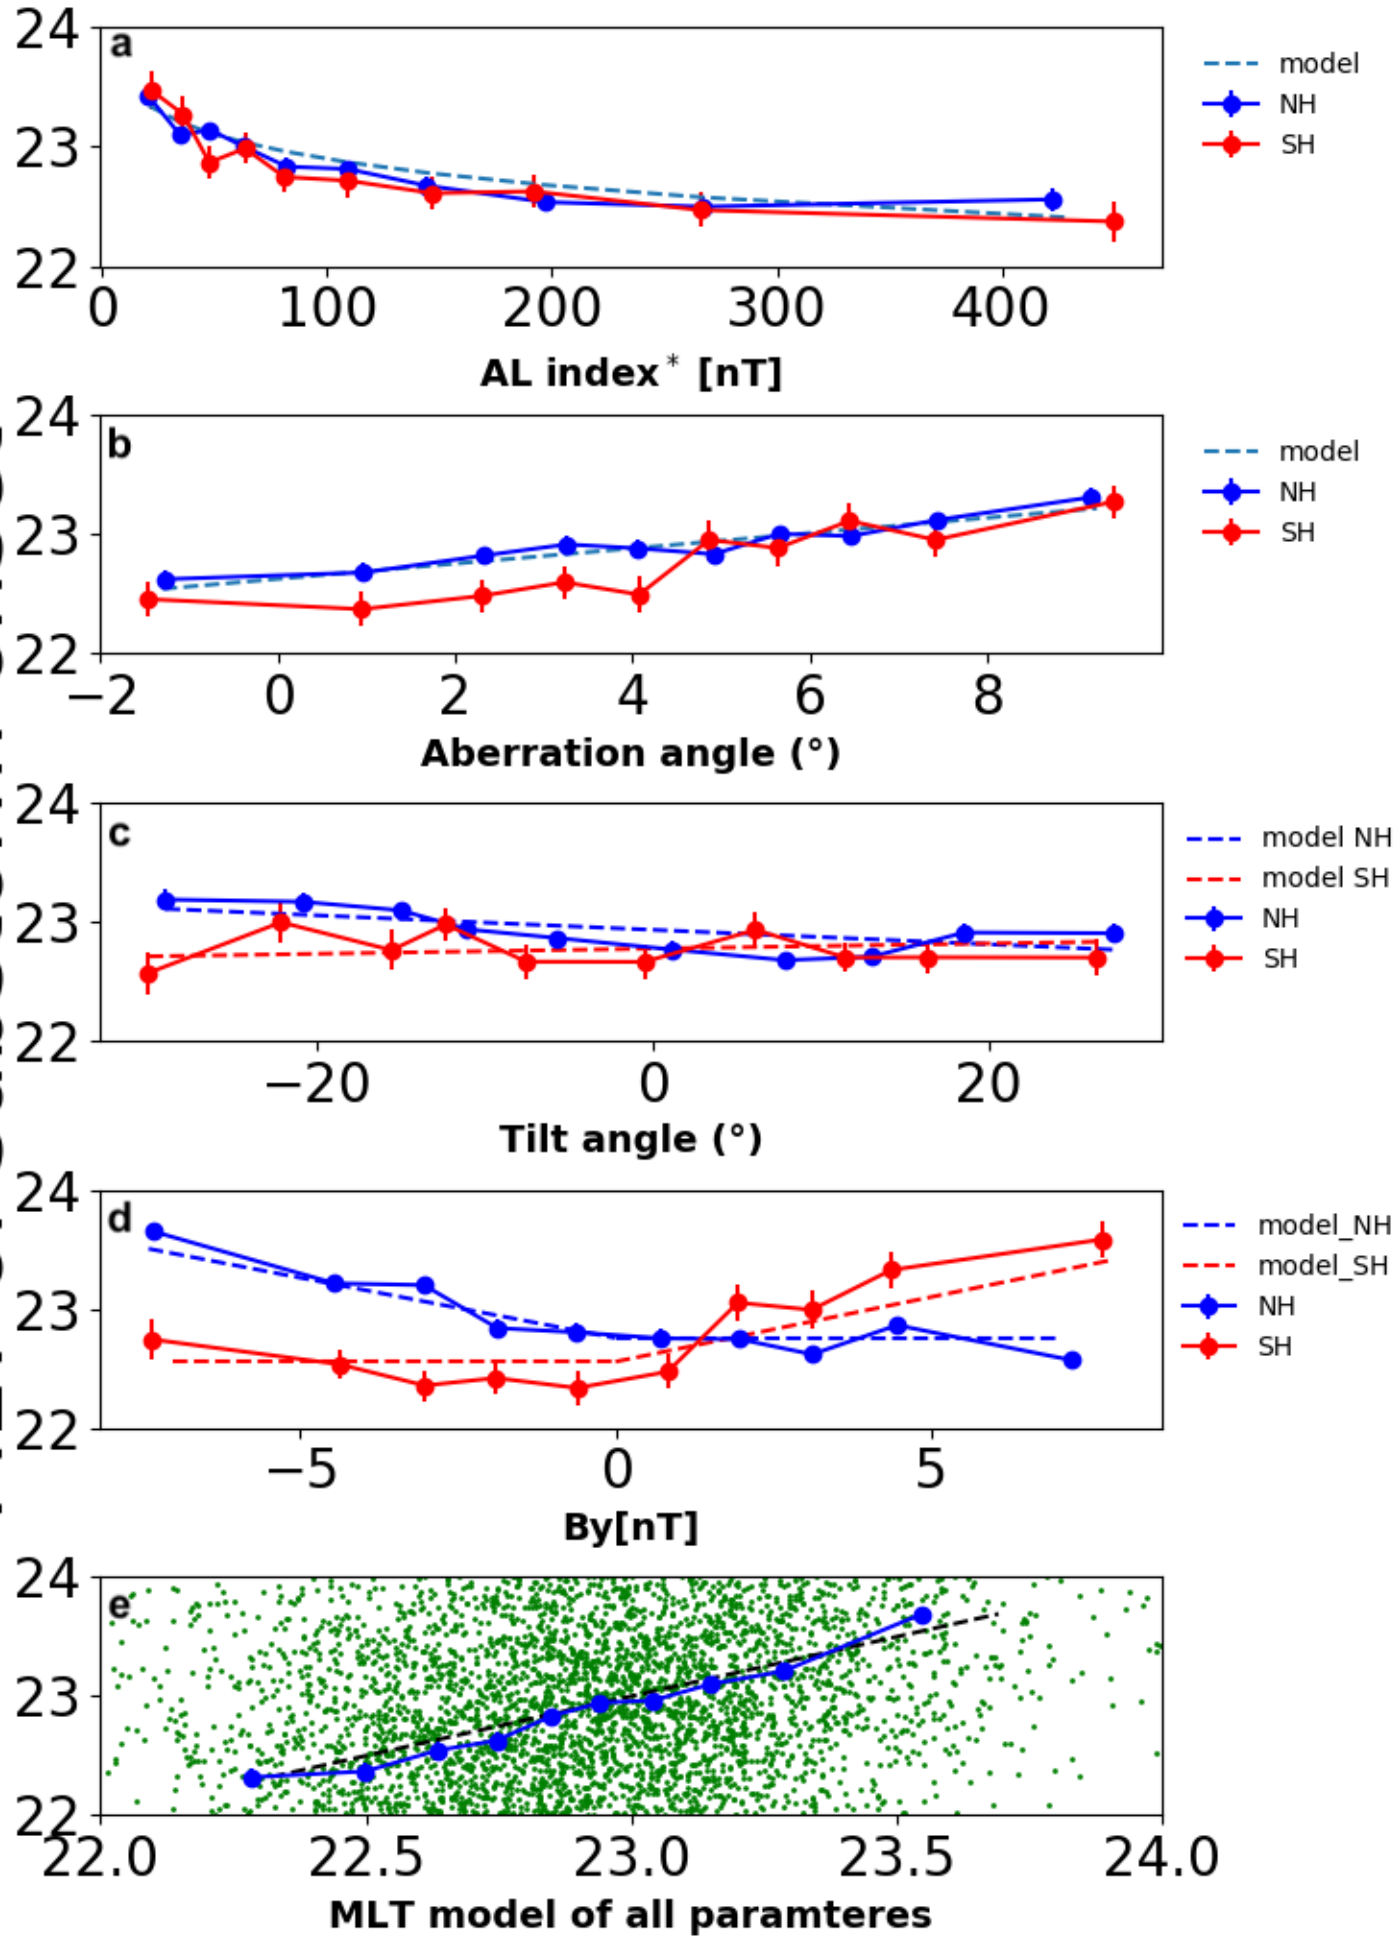 24
a
23
22
0 100 200 300 400
AL index* [nT]
model
NH
SH
24
b
23
22
−2 0 2 4 6 8
Aberration angle (°)
model
NH
SH
24
c
23
22
−20 0 20
Tilt angle (°)
model NH
model SH
NH
SH
24
d
23
22
−5 0 5
By[nT]
model_NH
model_SH
NH
SH
24
e
23
22
22.0 22.5 23.0 23.5 24.0
MLT model of all paramteres